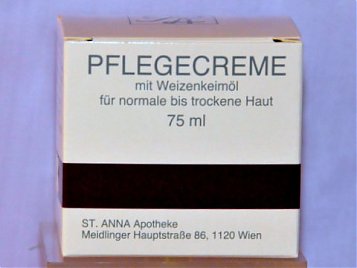 PFLEGECREME
mit Weizenkeimöl
für normale bis trockene Haut
75 ml
ST. ANNA Apotheke
Meidlinger Hauptstraße 86, 1120 Wien